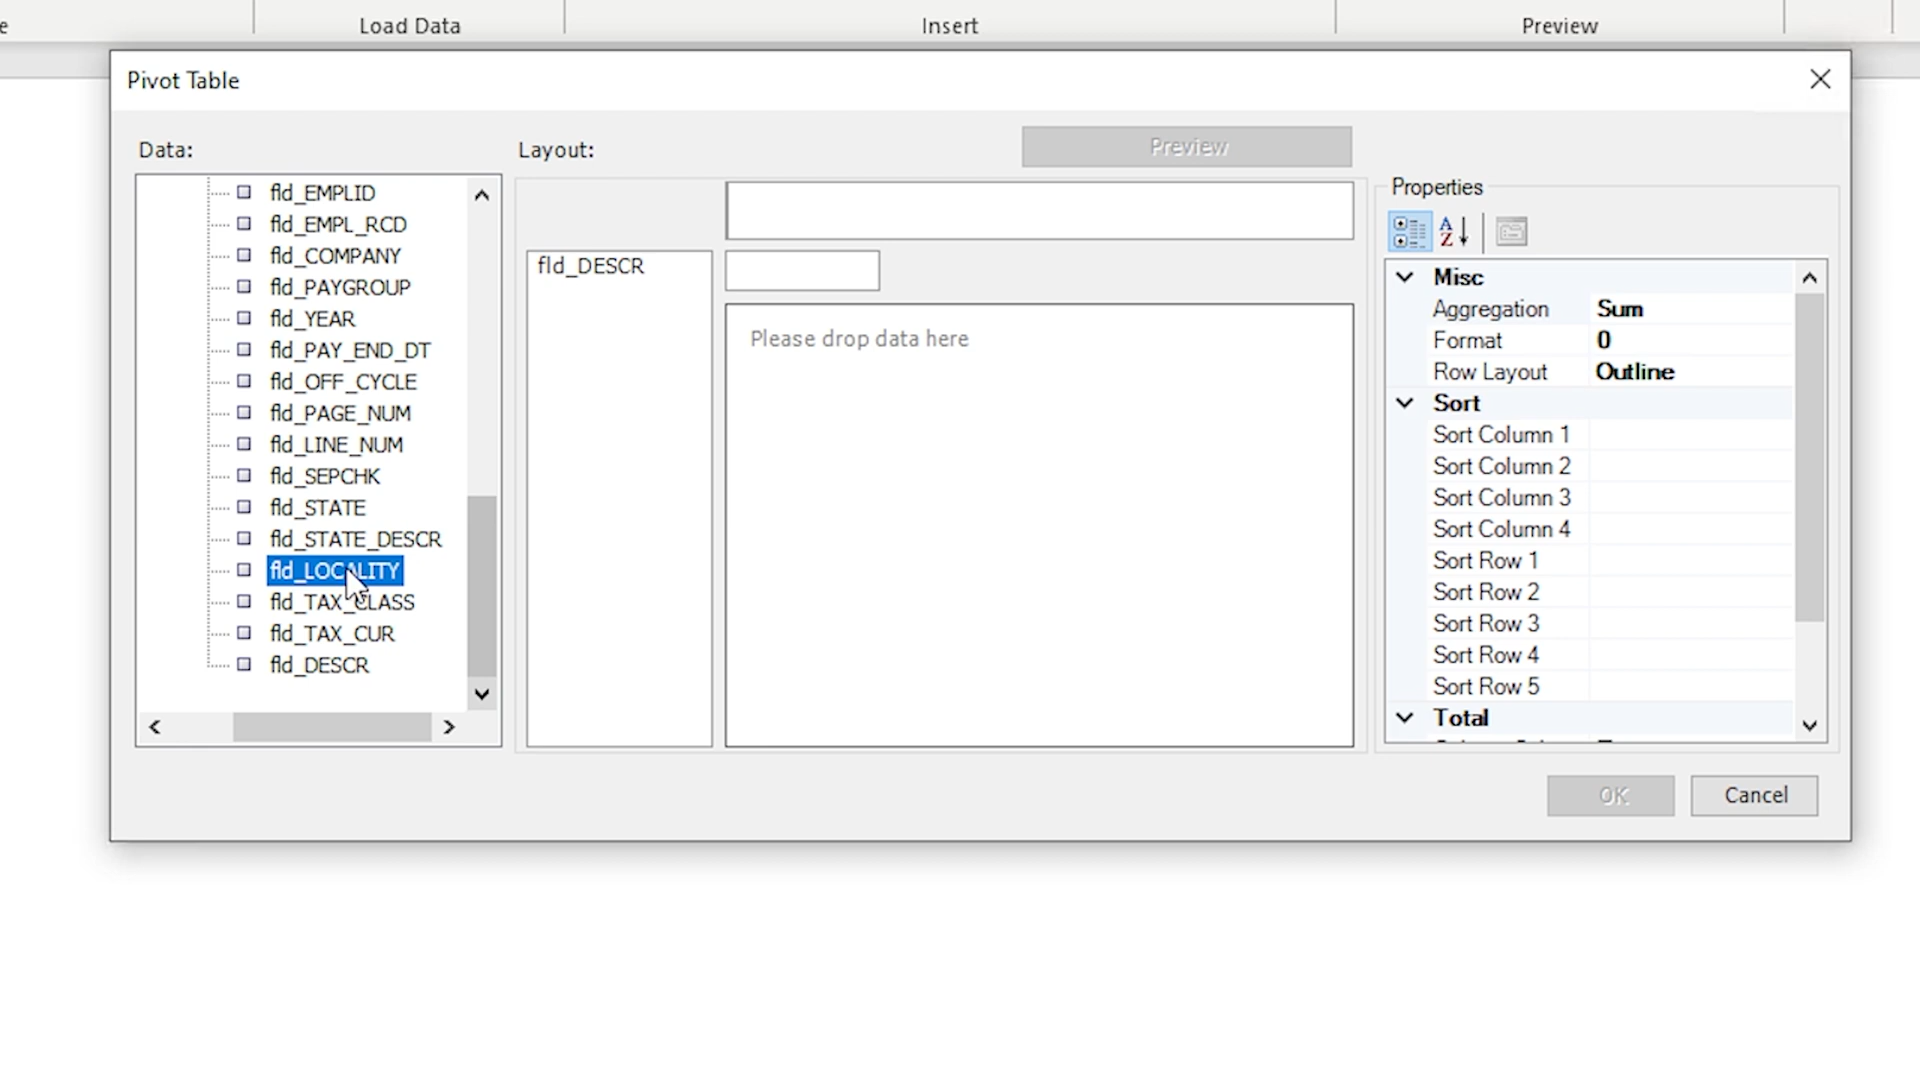 e
Load Data
Insert
Preview
Pivot Table
Data:
Layout:
Preview
fld_EMPLID
fld_EMPL_RCD
fld_COMPANY
fld_PAYGROUP
fld_YEAR
fld_PAY_END_DT
fld_OFF_CYCLE
fld_PAGE_NUM
fld_LINE_NUM
fld_SEPCHK
fld_STATE
fld_STATE_DESCR
fld_LOCALITY
fld_TAX_CLASS
fld_TAX_CUR
fld_DESCR
fld_DESCR
Please drop data here
Properties
Misc
Aggregation Sum
Format 0
Row Layout Outline
Sort
Sort Column 1
Sort Column 2
Sort Column 3
Sort Column 4
Sort Row 1
Sort Row 2
Sort Row 3
Sort Row 4
Sort Row 5
Total
OK
Cancel